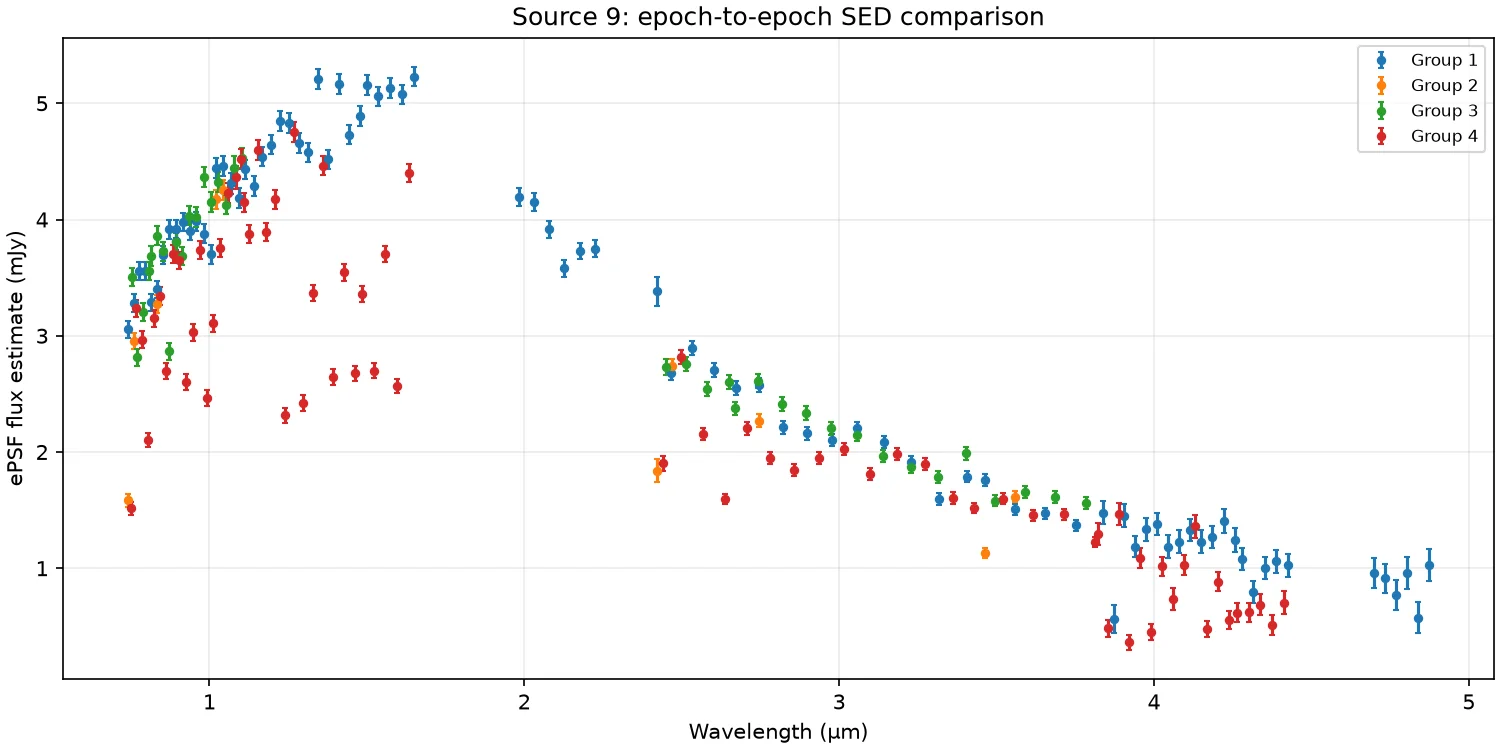 Source 9: epoch-to-epoch SED comparison
ePSF flux estimate (mJy)
5
4
3
2
1
Group 1
Group 2
Group 3
Group 4
1 2 3 4 5
Wavelength (μm)